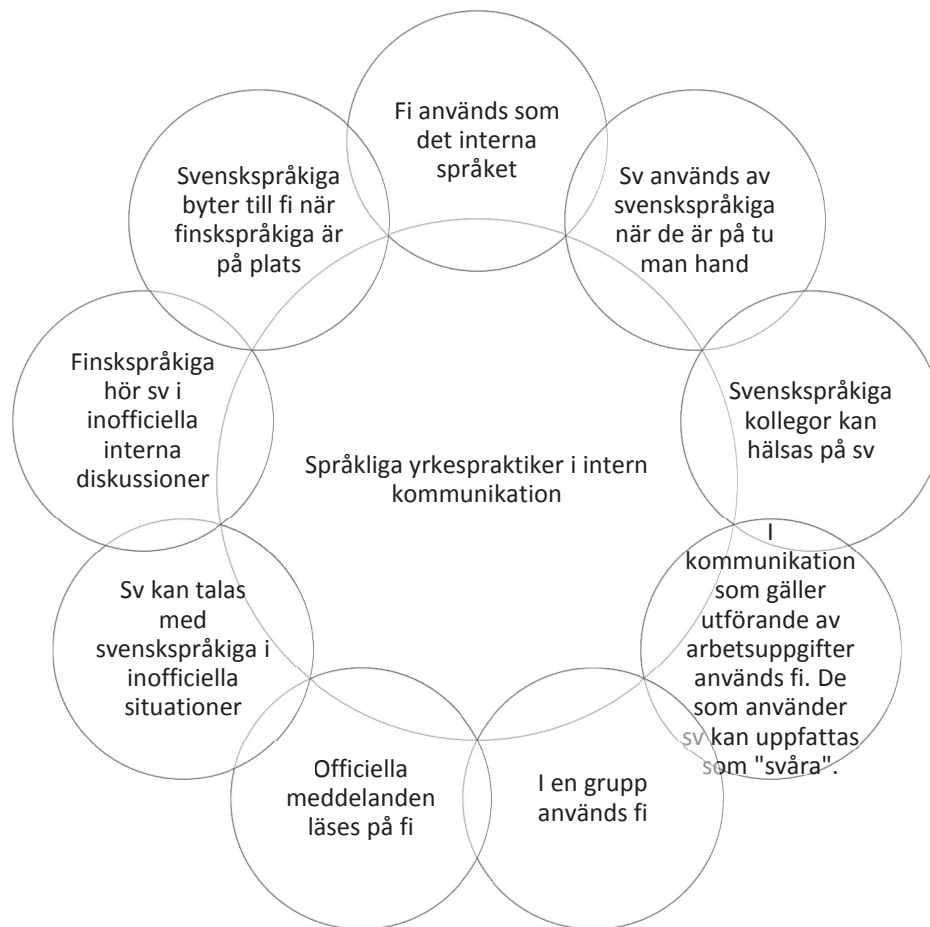 Fi används som
det interna
språket
Sv används av
svenskspråkiga
när de är på tu
man hand
Svenskspråkiga
kollegor kan
hälsas på sv
I
kommunikation
som gäller
utförande av
arbetsuppgifter
används fi. De
som använder
sv kan uppfattas
som "svåra".
I en grupp
används fi
Officiella
meddelanden
läses på fi
Sv kan talas
med
svenskspråkiga i
inofficiella
situationer
Finskspråkiga
hör sv i
inofficiella
interna
diskussioner
Svenskspråkiga
byter till fi när
finskspråkiga är
på plats
Språkliga yrkespraktiker i intern
kommunikation